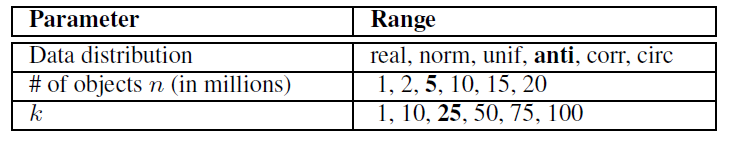 Parameter Range
Data distribution real, norm, unif, anti, corr, circ
# of objects n (in millions) 1, 2, 5, 10, 15, 20
k 1, 10, 25, 50, 75, 100